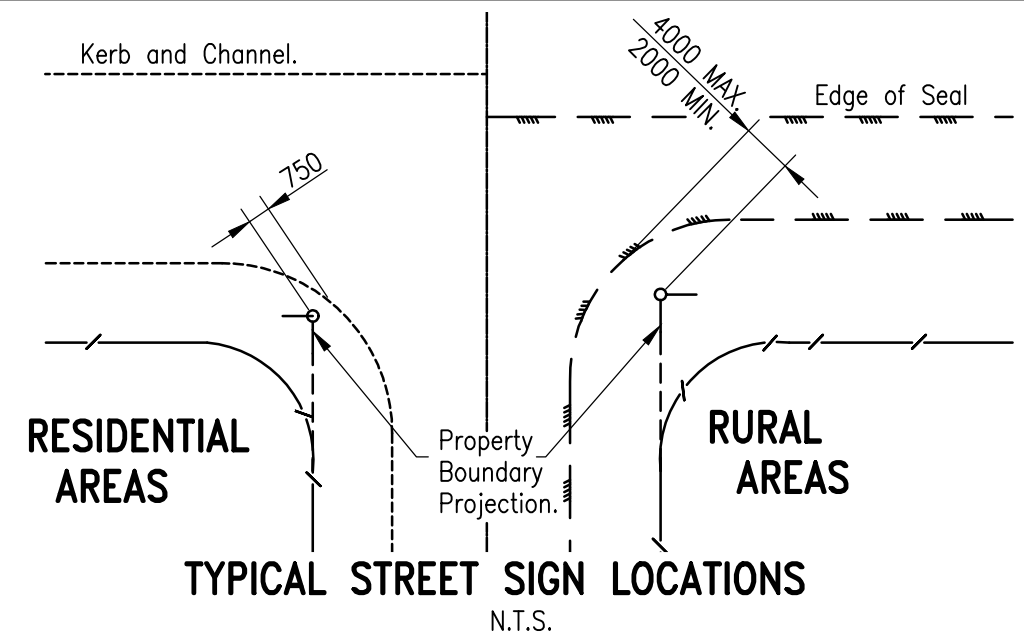 Kerb and Channel.
4000 MAX.
2000 MIN.
Edge of Seal
750
RESIDENTIAL
AREAS
Property
Boundary
Projection.
RURAL
AREAS
TYPICAL STREET SIGN LOCATIONS
N.T.S.